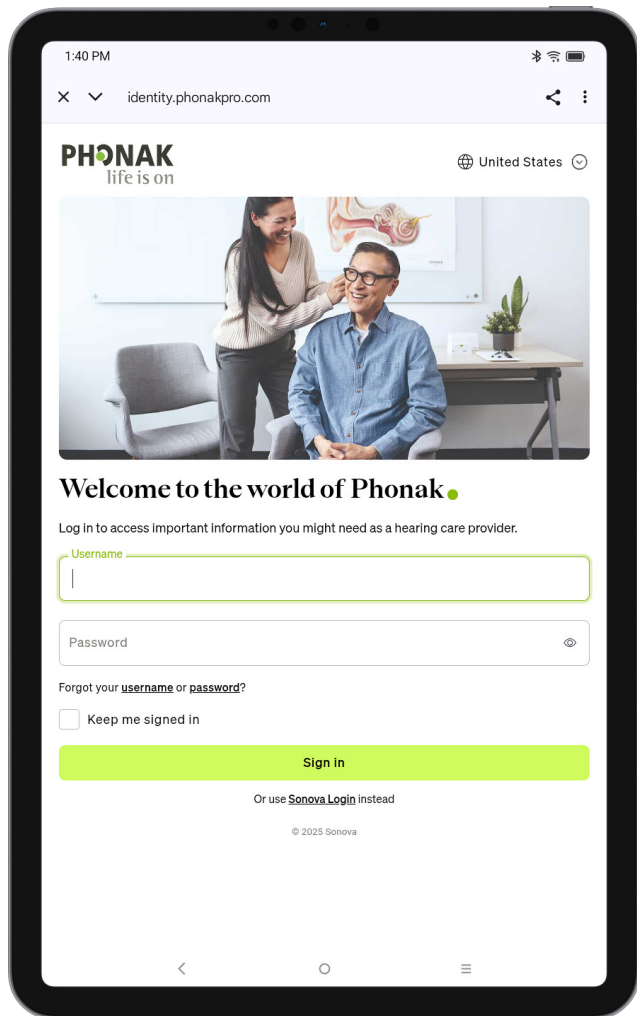 1:40 PM
identity.phonakpro.com
PHONAK
life is on
United States
Welcome to the world of Phonak
Log in to access important information you might need as a hearing care provider.
Username
Password
Forgot your username or password?
Keep me signed in
Sign in
Or use Sonova Login instead
© 2025 Sonova